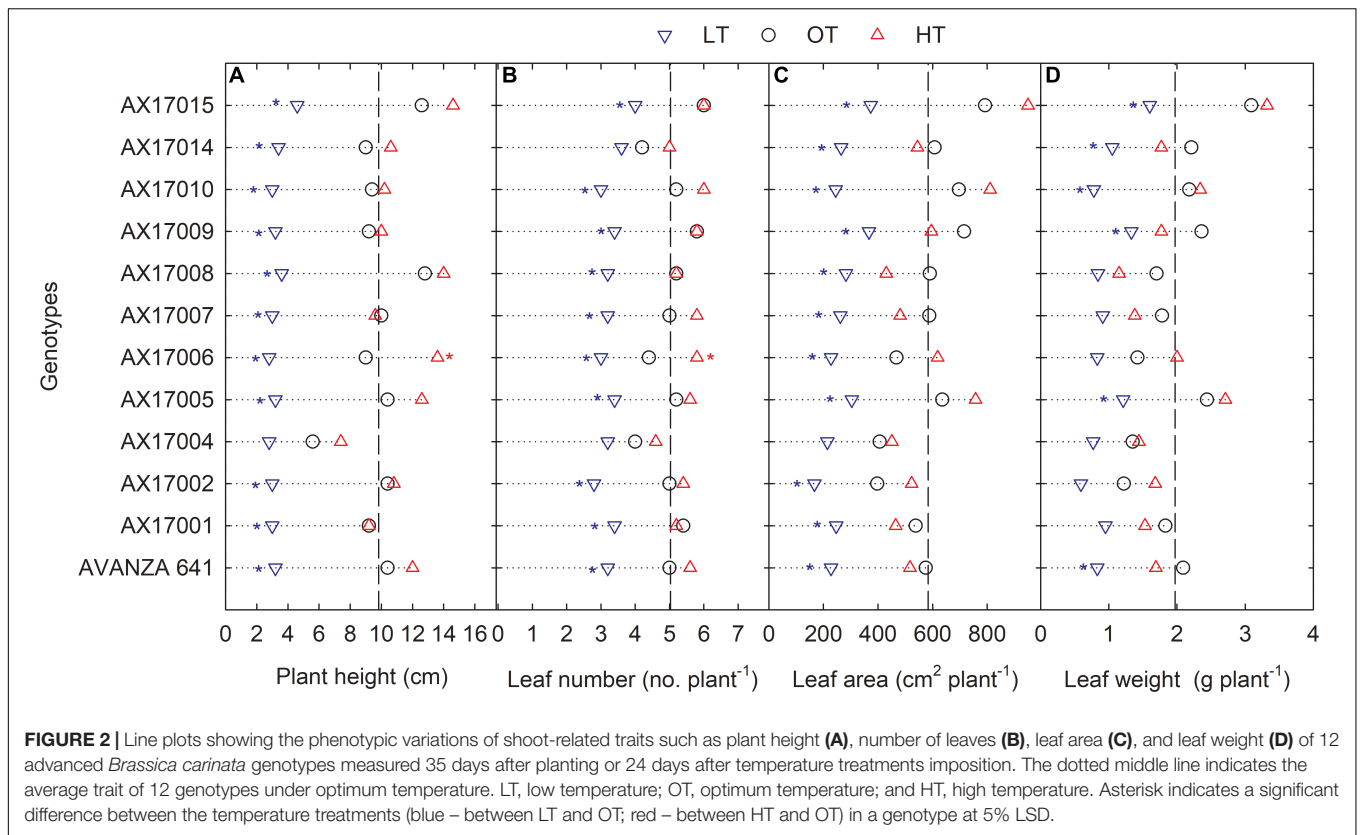 LT OT HT
A B C D
Genotypes
AX17015
AX17014
AX17010
AX17009
AX17008
AX17007
AX17006
AX17005
AX17004
AX17002
AX17001
AVANZA 641
0 2 4 6 8 10 12 14 16 0 1 2 3 4 5 6 7 0 200 400 600 800 0 1 2 3 4
Plant height (cm) Leaf number (no. plant⁻¹) Leaf area (cm² plant⁻¹) Leaf weight (g plant⁻¹)
FIGURE 2 | Line plots showing the phenotypic variations of shoot-related traits such as plant height (A), number of leaves (B), leaf area (C), and leaf weight (D) of 12
advanced Brassica carinata genotypes measured 35 days after planting or 24 days after temperature treatments imposition. The dotted middle line indicates the
average trait of 12 genotypes under optimum temperature. LT, low temperature; OT, optimum temperature; and HT, high temperature. Asterisk indicates a significant
difference between the temperature treatments (blue – between LT and OT; red – between HT and OT) in a genotype at 5% LSD.